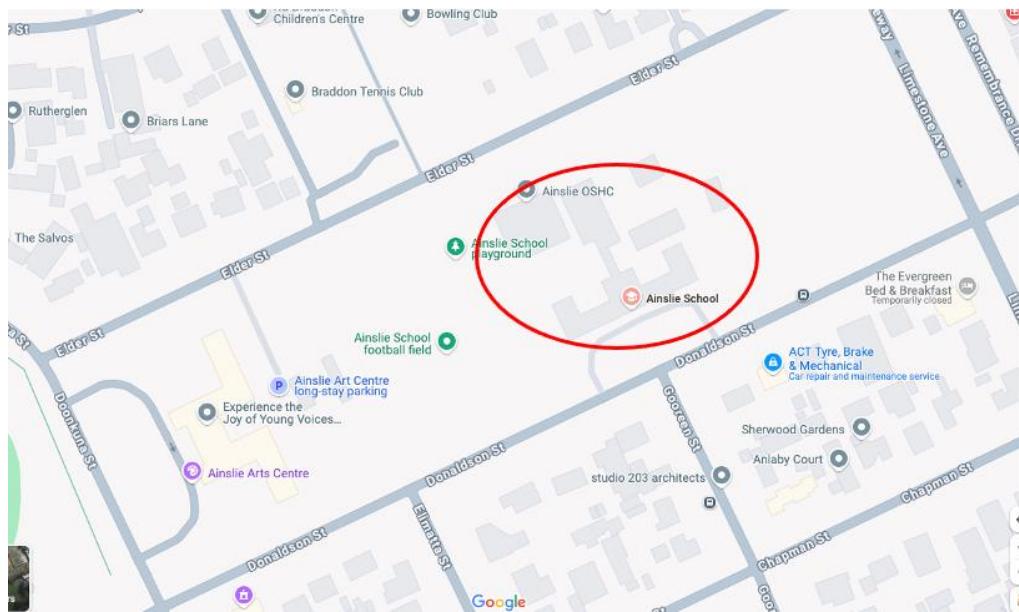 Children's Centre
Bowling Club
Braddon Tennis Club
Rutherglen
Briars Lane
The Salvos
Elder St
Elder St
Elder St
Elder St
Limestone Ave
Ainslie OSHC
Ainslie School
playground
Ainslie School
Ainslie School
football field
The Evergreen
Bed & Breakfast
Temporarily closed
ACT Tyre, Brake
& Mechanical
Car repair and maintenance service
P
Ainslie Art Centre
long-stay parking
Experience the
Joy of Young Voices...
Ainslie Arts Centre
Doonkuna St
Donaldson St
Donaldson St
Donaldson St
Gooreen St
Elimatta St
Sherwood Gardens
Anlaby Court
studio 203 architects
Chapman St
Chapman St
Google